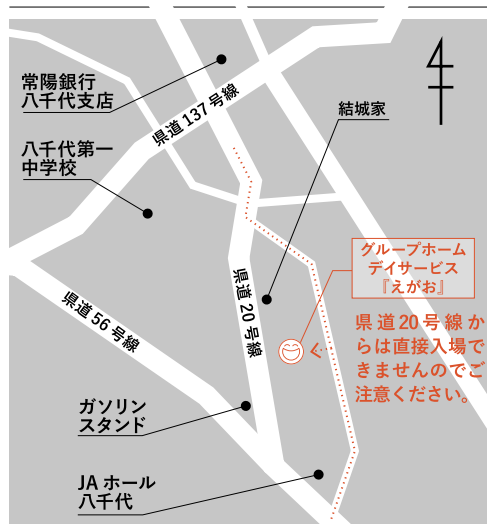 常陽銀行
八千代支店
県道137号線
結城家
八千代第一
中学校
グループホーム
デイサービス
『えがお』
県道20号線
県道56号線
県道20号線か
らは直接入場で
きませんのでご
注意ください。
ガソリン
スタンド
JAホール
八千代